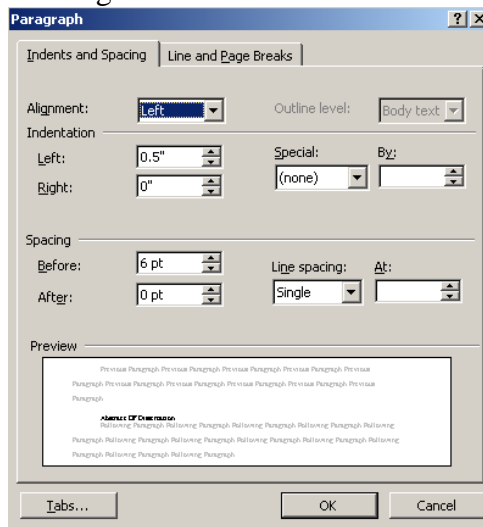 Paragraph
Indents and Spacing Line and Page Breaks
Alignment: Left Outline level: Body text
Indentation
Left: 0.5" Special: By:
Right: 0" (none)
Spacing
Before: 6 pt Line spacing: At:
After: 0 pt Single
Preview
Previous Paragraph Previous Paragraph Previous Paragraph Previous Paragraph Previous
Paragraph Previous Paragraph Previous Paragraph Previous Paragraph Previous Paragraph Previous
Paragraph
Abstract OF Dissertation
Following Paragraph Following Paragraph Following Paragraph Following Paragraph Following
Paragraph Following Paragraph Following Paragraph Following Paragraph Following Paragraph Following
Paragraph Following Paragraph Following Paragraph
Tabs... OK Cancel